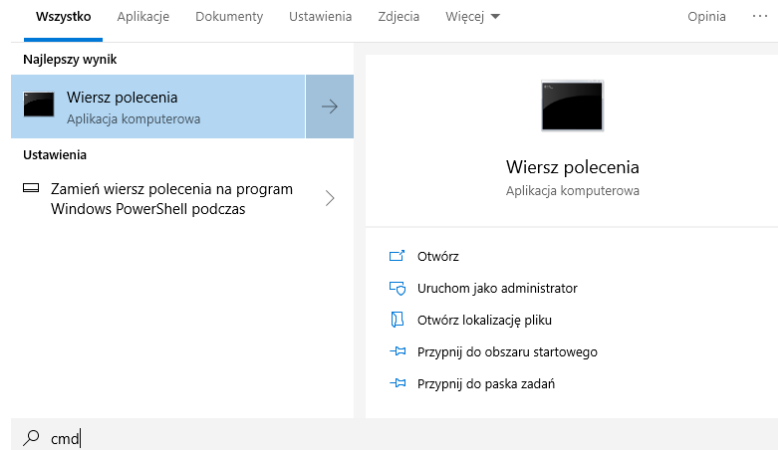 Wszystko Aplikacje Dokumenty Ustawienia Zdjecia Więcej Opinia ...
Najlepszy wynik
Wiersz polecenia
Aplikacja komputerowa
Ustawienia
Zamień wiersz polecenia na program
Windows PowerShell podczas
Wiersz polecenia
Aplikacja komputerowa
Otwórz
Uruchom jako administrator
Otwórz lokalizację pliku
Przypnij do obszaru startowego
Przypnij do paska zadań
cmd